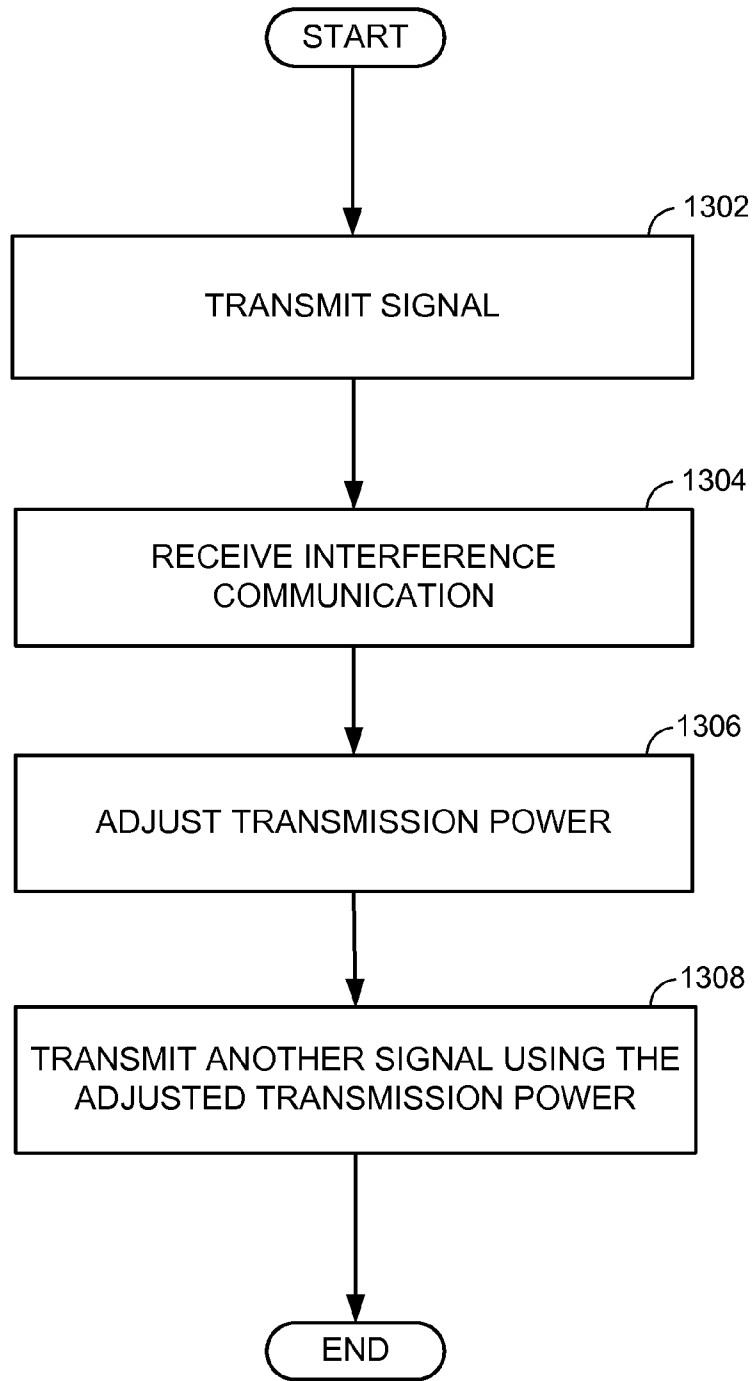 START
1302
TRANSMIT SIGNAL
1304
RECEIVE INTERFERENCE
COMMUNICATION
1306
ADJUST TRANSMISSION POWER
1308
TRANSMIT ANOTHER SIGNAL USING THE
ADJUSTED TRANSMISSION POWER
END